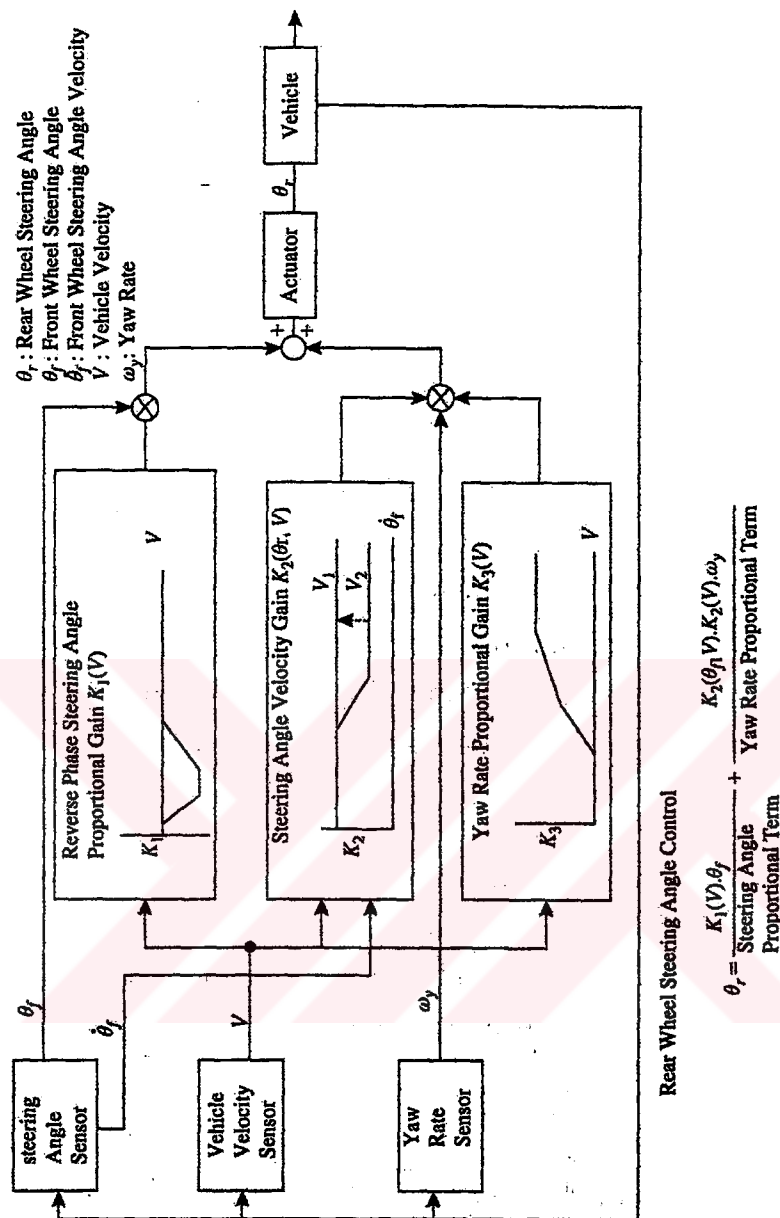 θr : Rear Wheel Steering Angle
θf : Front Wheel Steering Angle
θ̇f : Front Wheel Steering Angle Velocity
V : Vehicle Velocity
ωy : Yaw Rate
steering
Angle
Sensor
θf
θ̇f
Vehicle
Velocity
Sensor
V
Yaw
Rate
Sensor
ωy
Reverse Phase Steering Angle
Proportional Gain K1(V)
K1
V
Steering Angle Velocity Gain K2(θr, V)
K2
V1
V2
θ̇f
Yaw Rate Proportional Gain K3(V)
K3
V
+
+
Actuator
θr
Vehicle
Rear Wheel Steering Angle Control
θr = K1(V).θf + K2(θf1V).K2(V).ωy
Steering Angle
Proportional Term
Yaw Rate Proportional Term